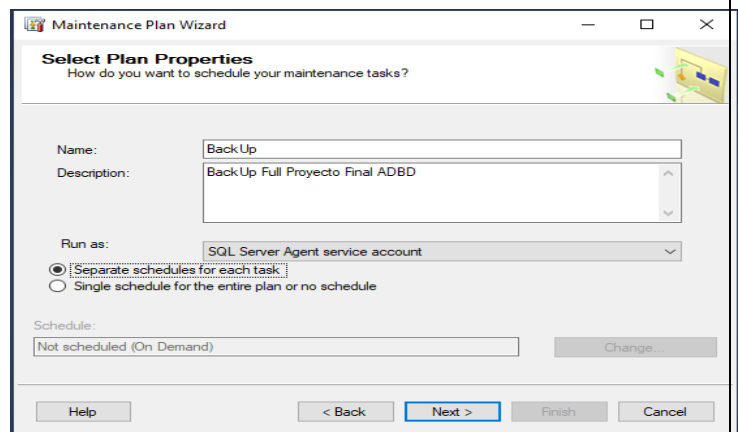 Maintenance Plan Wizard
Select Plan Properties
How do you want to schedule your maintenance tasks?
Name:
BackUp
Description:
BackUp Full Proyecto Final ADBD
Run as:
SQL Server Agent service account
Separate schedules for each task
Single schedule for the entire plan or no schedule
Schedule:
Not scheduled (On Demand)
Change...
Help
< Back
Next >
Finish
Cancel